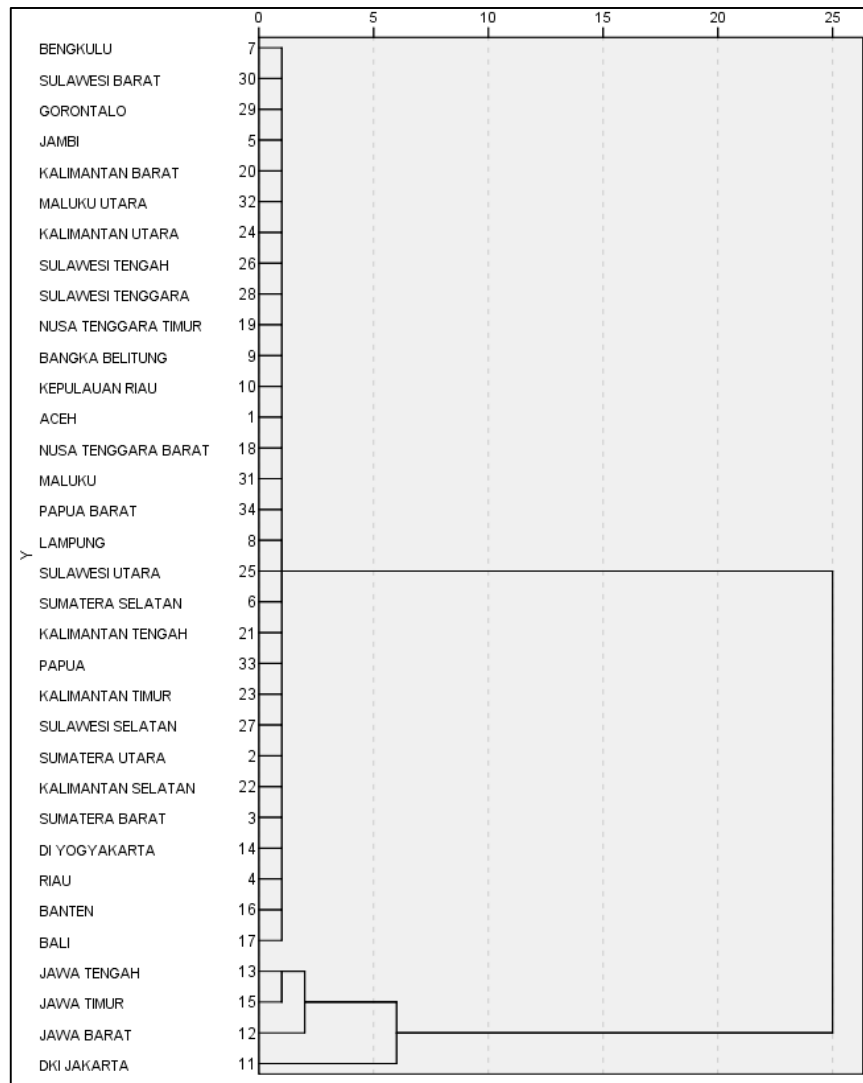 0 5 10 15 20 25
BENGKULU 7
SULAWESI BARAT 30
GORONTALO 29
JAMBI 5
KALIMANTAN BARAT 20
MALUKU UTARA 32
KALIMANTAN UTARA 24
SULAWESI TENGAH 26
SULAWESI TENGGARA 28
NUSA TENGGARA TIMUR 19
BANGKA BELITUNG 9
KEPULAUAN RIAU 10
ACEH 1
NUSA TENGGARA BARAT 18
MALUKU 31
PAPUA BARAT 34
LAMPUNG 8
Y
SULAWESI UTARA 25
SUMATERA SELATAN 6
KALIMANTAN TENGAH 21
PAPUA 33
KALIMANTAN TIMUR 23
SULAWESI SELATAN 27
SUMATERA UTARA 2
KALIMANTAN SELATAN 22
SUMATERA BARAT 3
DI YOGYAKARTA 14
RIAU 4
BANTEN 16
BALI 17
JAWA TENGAH 13
JAWA TIMUR 15
JAWA BARAT 12
DKI JAKARTA 11